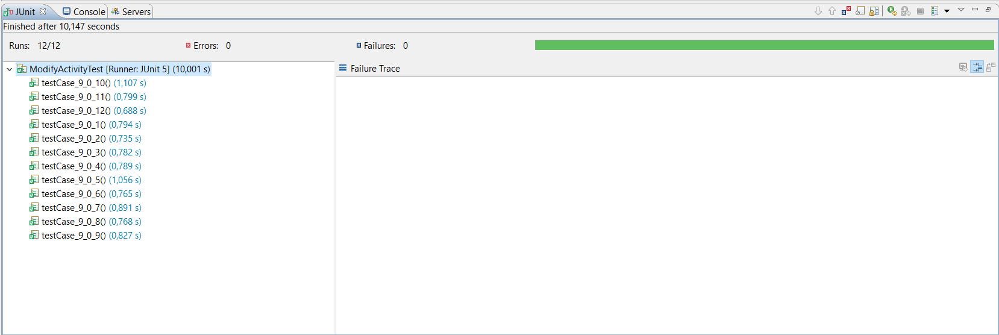 JUnit Console Servers
Finished after 10,147 seconds
Runs: 12/12 Errors: 0 Failures: 0
ModifyActivityTest [Runner: JUnit 5] (10,001 s)
testCase_9_0_10() (1,107 s)
testCase_9_0_11() (0,799 s)
testCase_9_0_12() (0,688 s)
testCase_9_0_1() (0,794 s)
testCase_9_0_2() (0,735 s)
testCase_9_0_3() (0,782 s)
testCase_9_0_4() (0,789 s)
testCase_9_0_5() (1,056 s)
testCase_9_0_6() (0,765 s)
testCase_9_0_7() (0,891 s)
testCase_9_0_8() (0,768 s)
testCase_9_0_9() (0,827 s)
Failure Trace